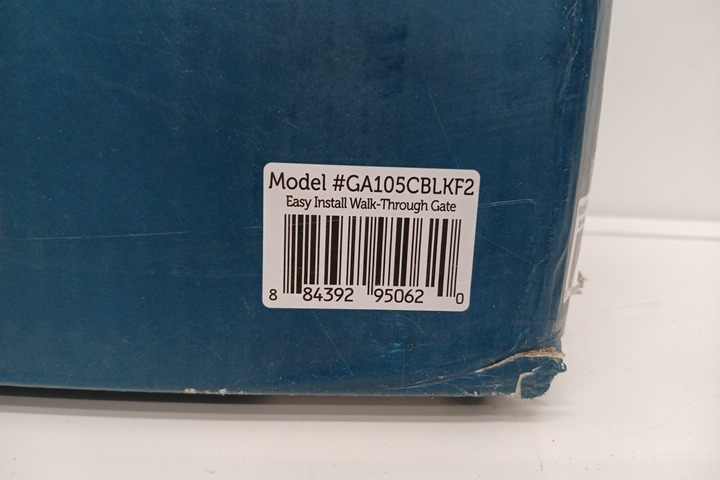 Model #GA105CBLKF2
Easy Install Walk-Through Gate
8 84392 95062 0